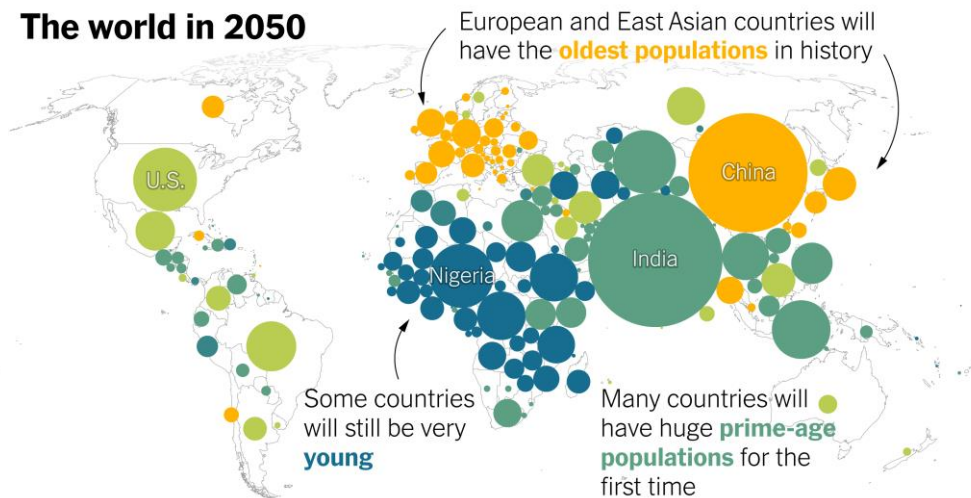 The world in 2050
European and East Asian countries will
have the oldest populations in history
U.S.
China
India
Nigeria
Some countries
will still be very
young
Many countries will
have huge prime-age
populations for the
first time